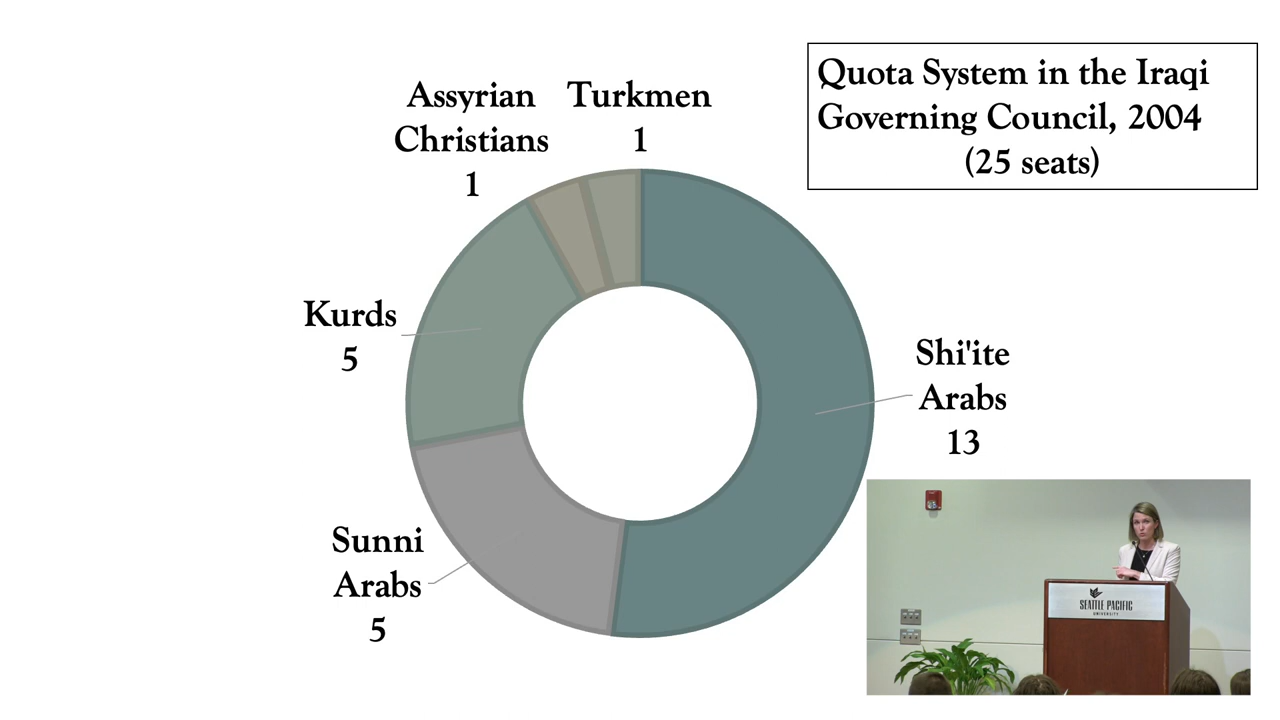 Quota System in the Iraqi
Governing Council, 2004
(25 seats)
Assyrian
Christians
1
Turkmen
1
Kurds
5
Shi'ite
Arabs
13
Sunni
Arabs
5
SEATTLE PACIFIC
UNIVERSITY